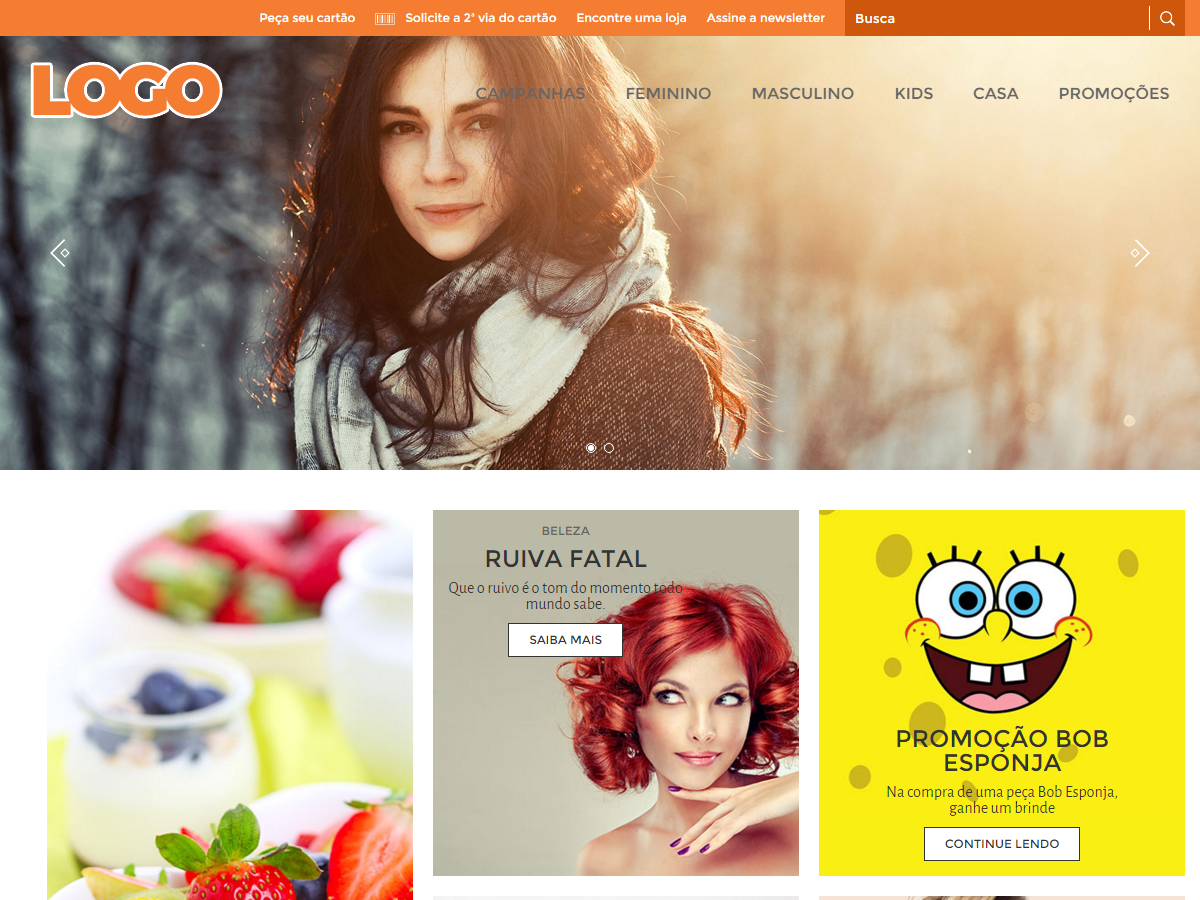 Peça seu cartão
Solicite a 2ª via do cartão
Encontre uma loja
Assine a newsletter
Busca
LOGO
CAMPANHAS
FEMININO
MASCULINO
KIDS
CASA
PROMOÇÕES
BELEZA
RUIVA FATAL
Que o ruivo é o tom do momento todo
mundo sabe.
SAIBA MAIS
PROMOÇÃO BOB
ESPONJA
Na compra de uma peça Bob Esponja,
ganhe um brinde
CONTINUE LENDO